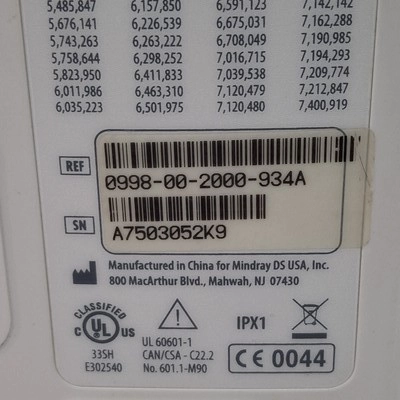 5,485,847 6,157,850 6,591,123 7,142,142
5,676,141 6,226,539 6,675,031 7,162,288
5,743,263 6,263,222 6,708,049 7,190,985
5,758,644 6,298,252 7,016,715 7,194,293
5,823,950 6,411,833 7,039,538 7,209,774
6,011,986 6,463,310 7,120,479 7,212,847
6,035,223 6,501,975 7,120,480 7,400,919
REF
0998-00-2000-934A
SN
A7503052K9
Manufactured in China for Mindray DS USA, Inc.
800 MacArthur Blvd., Mahwah, NJ 07430
CLASSIFIED
C UL US
33SH
E302540
UL 60601-1
CAN/CSA - C22.2
No. 601.1-M90
IPX1
CE 0044